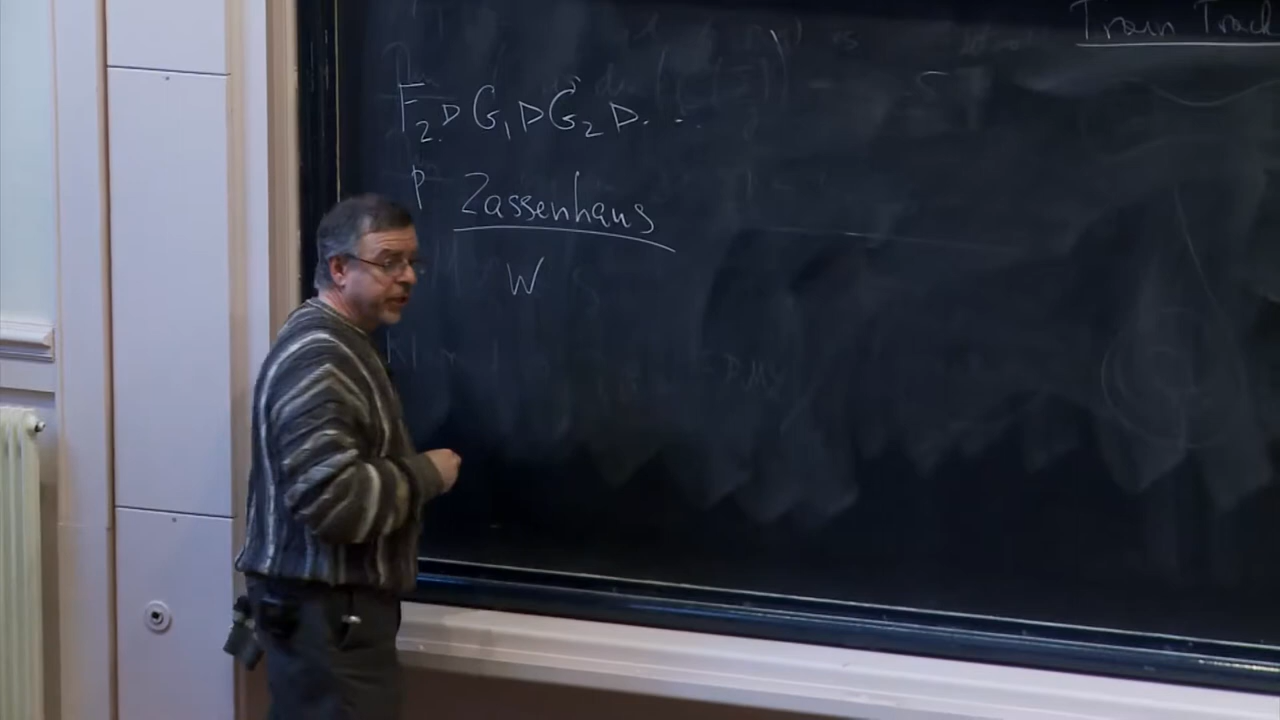 Train Track
F₂ ▷ G₁ ▷ G₂ ▷ . . .
p Zassenhaus
W